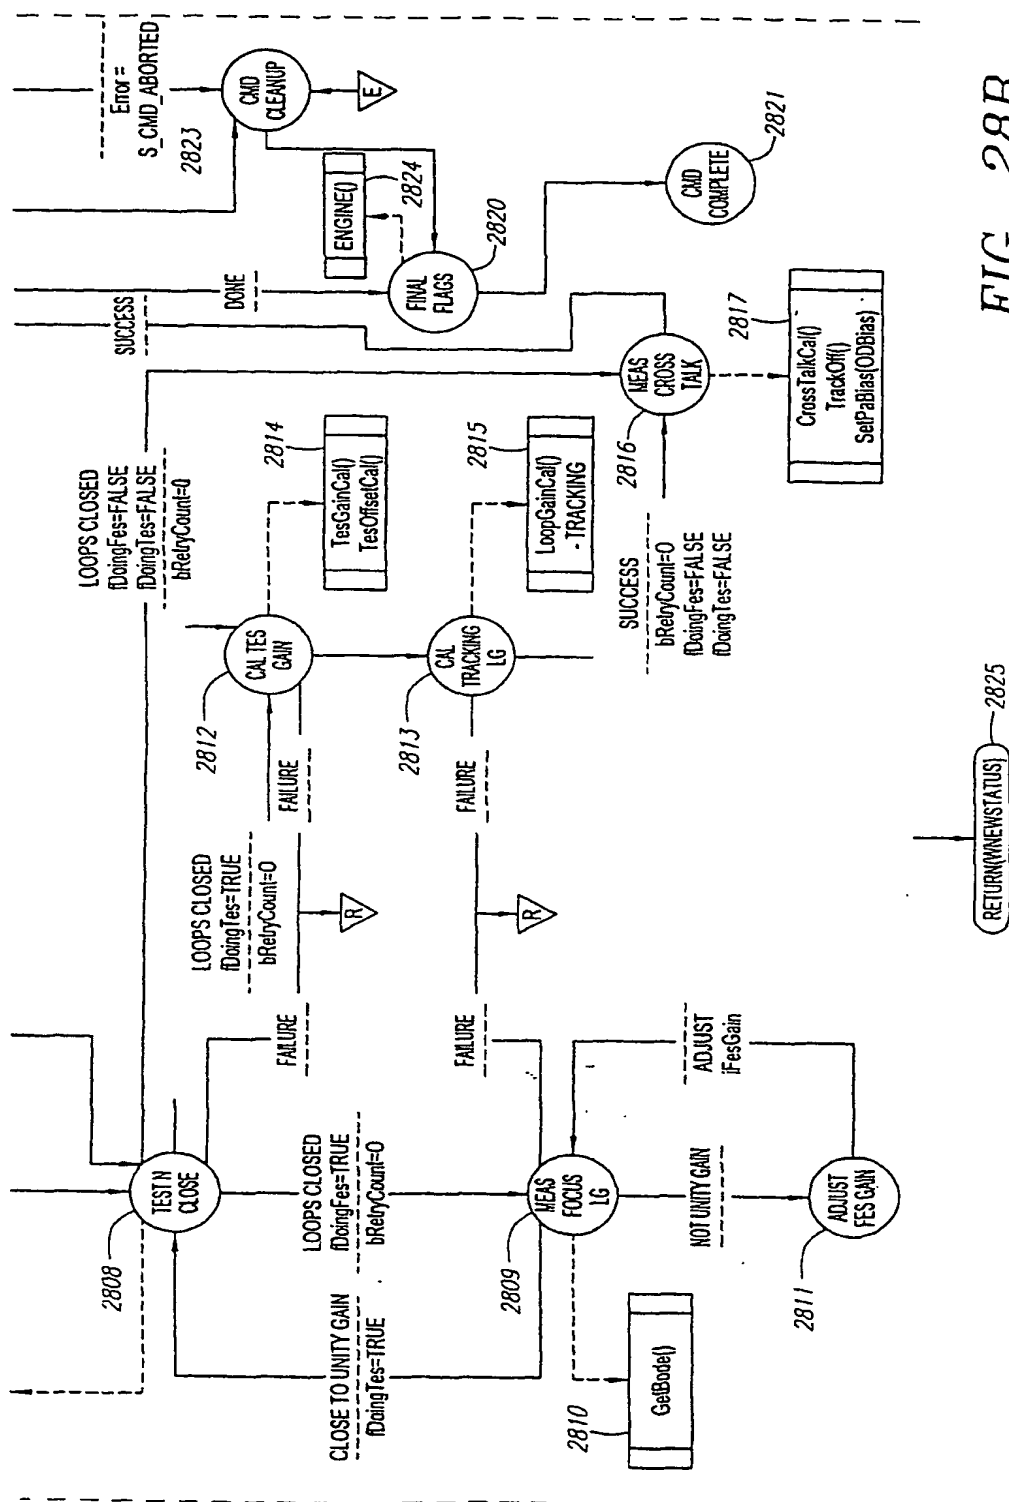 Error =
S_CMD_ABORTED
2823
CMD
CLEANUP
E
ENGINE()
2824
SUCCESS
DONE
FINAL
FLAGS
2820
CMD
COMPLETE
2821
FIG. 28B
LOOPS CLOSED
fDoingFes=FALSE
fDoingTes=FALSE
bRetryCount=0
TesGainCal()
TesOffsetCal()
2814
LoopGainCal()
- TRACKING
2815
MEAS
CROSS
TALK
2816
CrossTalkCal()
TrackOff()
SetPaBias(ODBias)
2817
SUCCESS
bRetryCount=0
fDoingFes=FALSE
fDoingTes=FALSE
CAL TES
GAIN
2812
CAL
TRACKING
LG
2813
FAILURE
FAILURE
LOOPS CLOSED
fDoingTes=TRUE
bRetryCount=0
R
R
RETURN(WNEWSTATUS)
2825
FAILURE
FAILURE
ADJUST
iFesGain
TEST N
CLOSE
2808
LOOPS CLOSED
fDoingFes=TRUE
bRetryCount=0
MEAS
FOCUS
LG
2809
NOT UNITY GAIN
ADJUST
FES GAIN
2811
CLOSE TO UNITY GAIN
fDoingTes=TRUE
GetBode()
2810